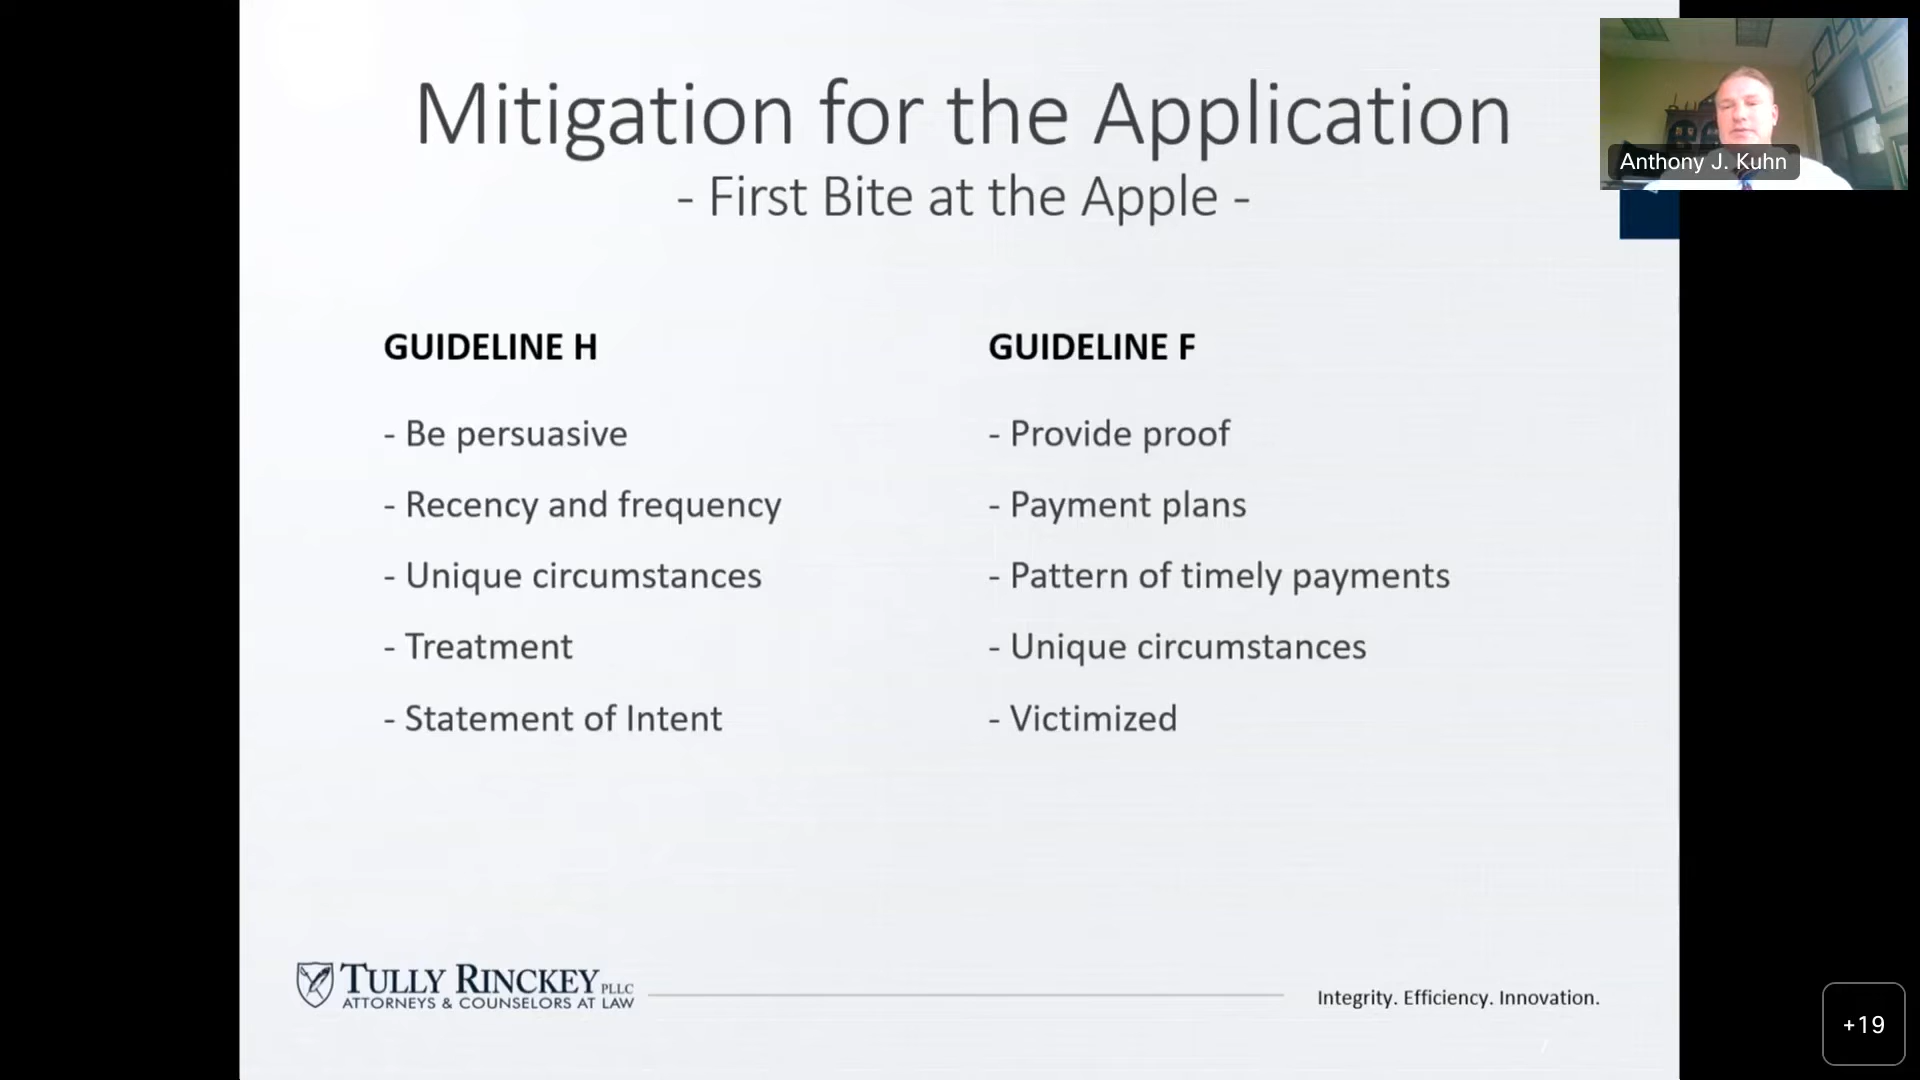 Mitigation for the Application
- First Bite at the Apple -
Anthony J. Kuhn
GUIDELINE H
- Be persuasive
- Recency and frequency
- Unique circumstances
- Treatment
- Statement of Intent
GUIDELINE F
- Provide proof
- Payment plans
- Pattern of timely payments
- Unique circumstances
- Victimized
TULLY RINCKEY PLLC
ATTORNEYS & COUNSELORS AT LAW
Integrity. Efficiency. Innovation.
+19